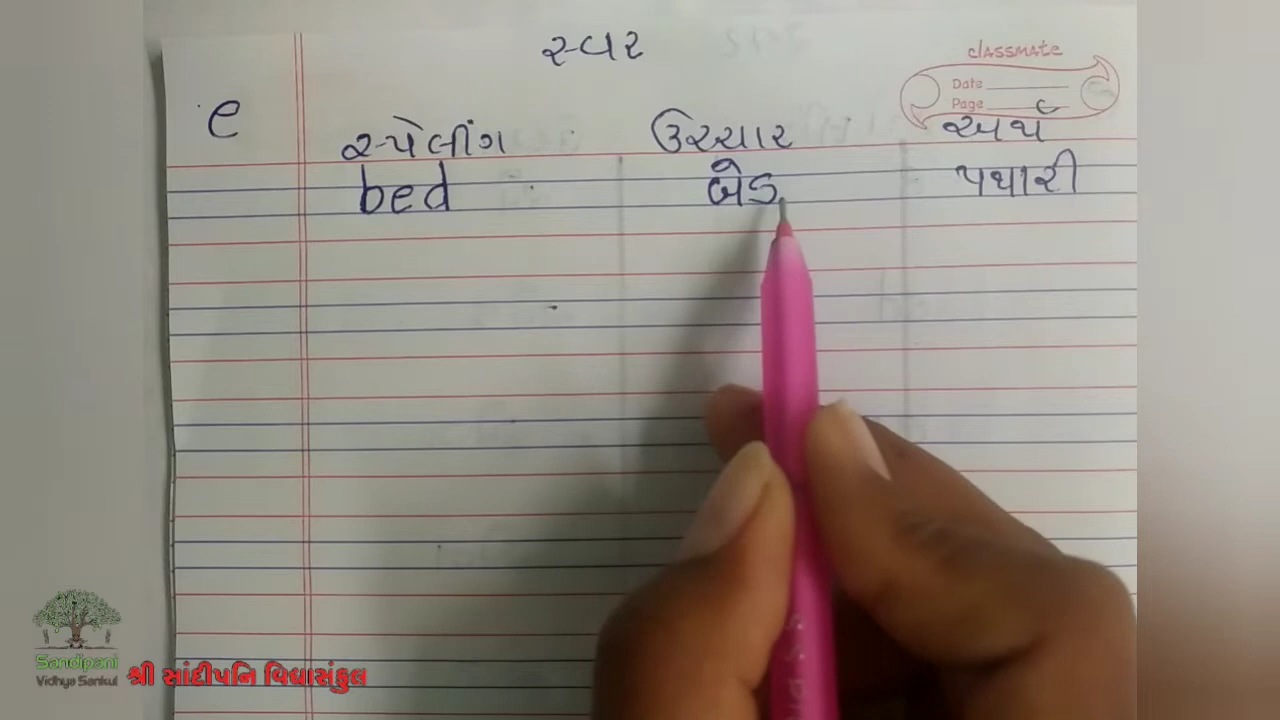 સ્વર
classmate
Date
Page
e
સ્પેલીંગ ઉચ્ચાર અર્થ
bed બેડ પથારી
Sandipani
Vidhya Sankul
શ્રી સાંદીપનિ વિદ્યાસંકુલ